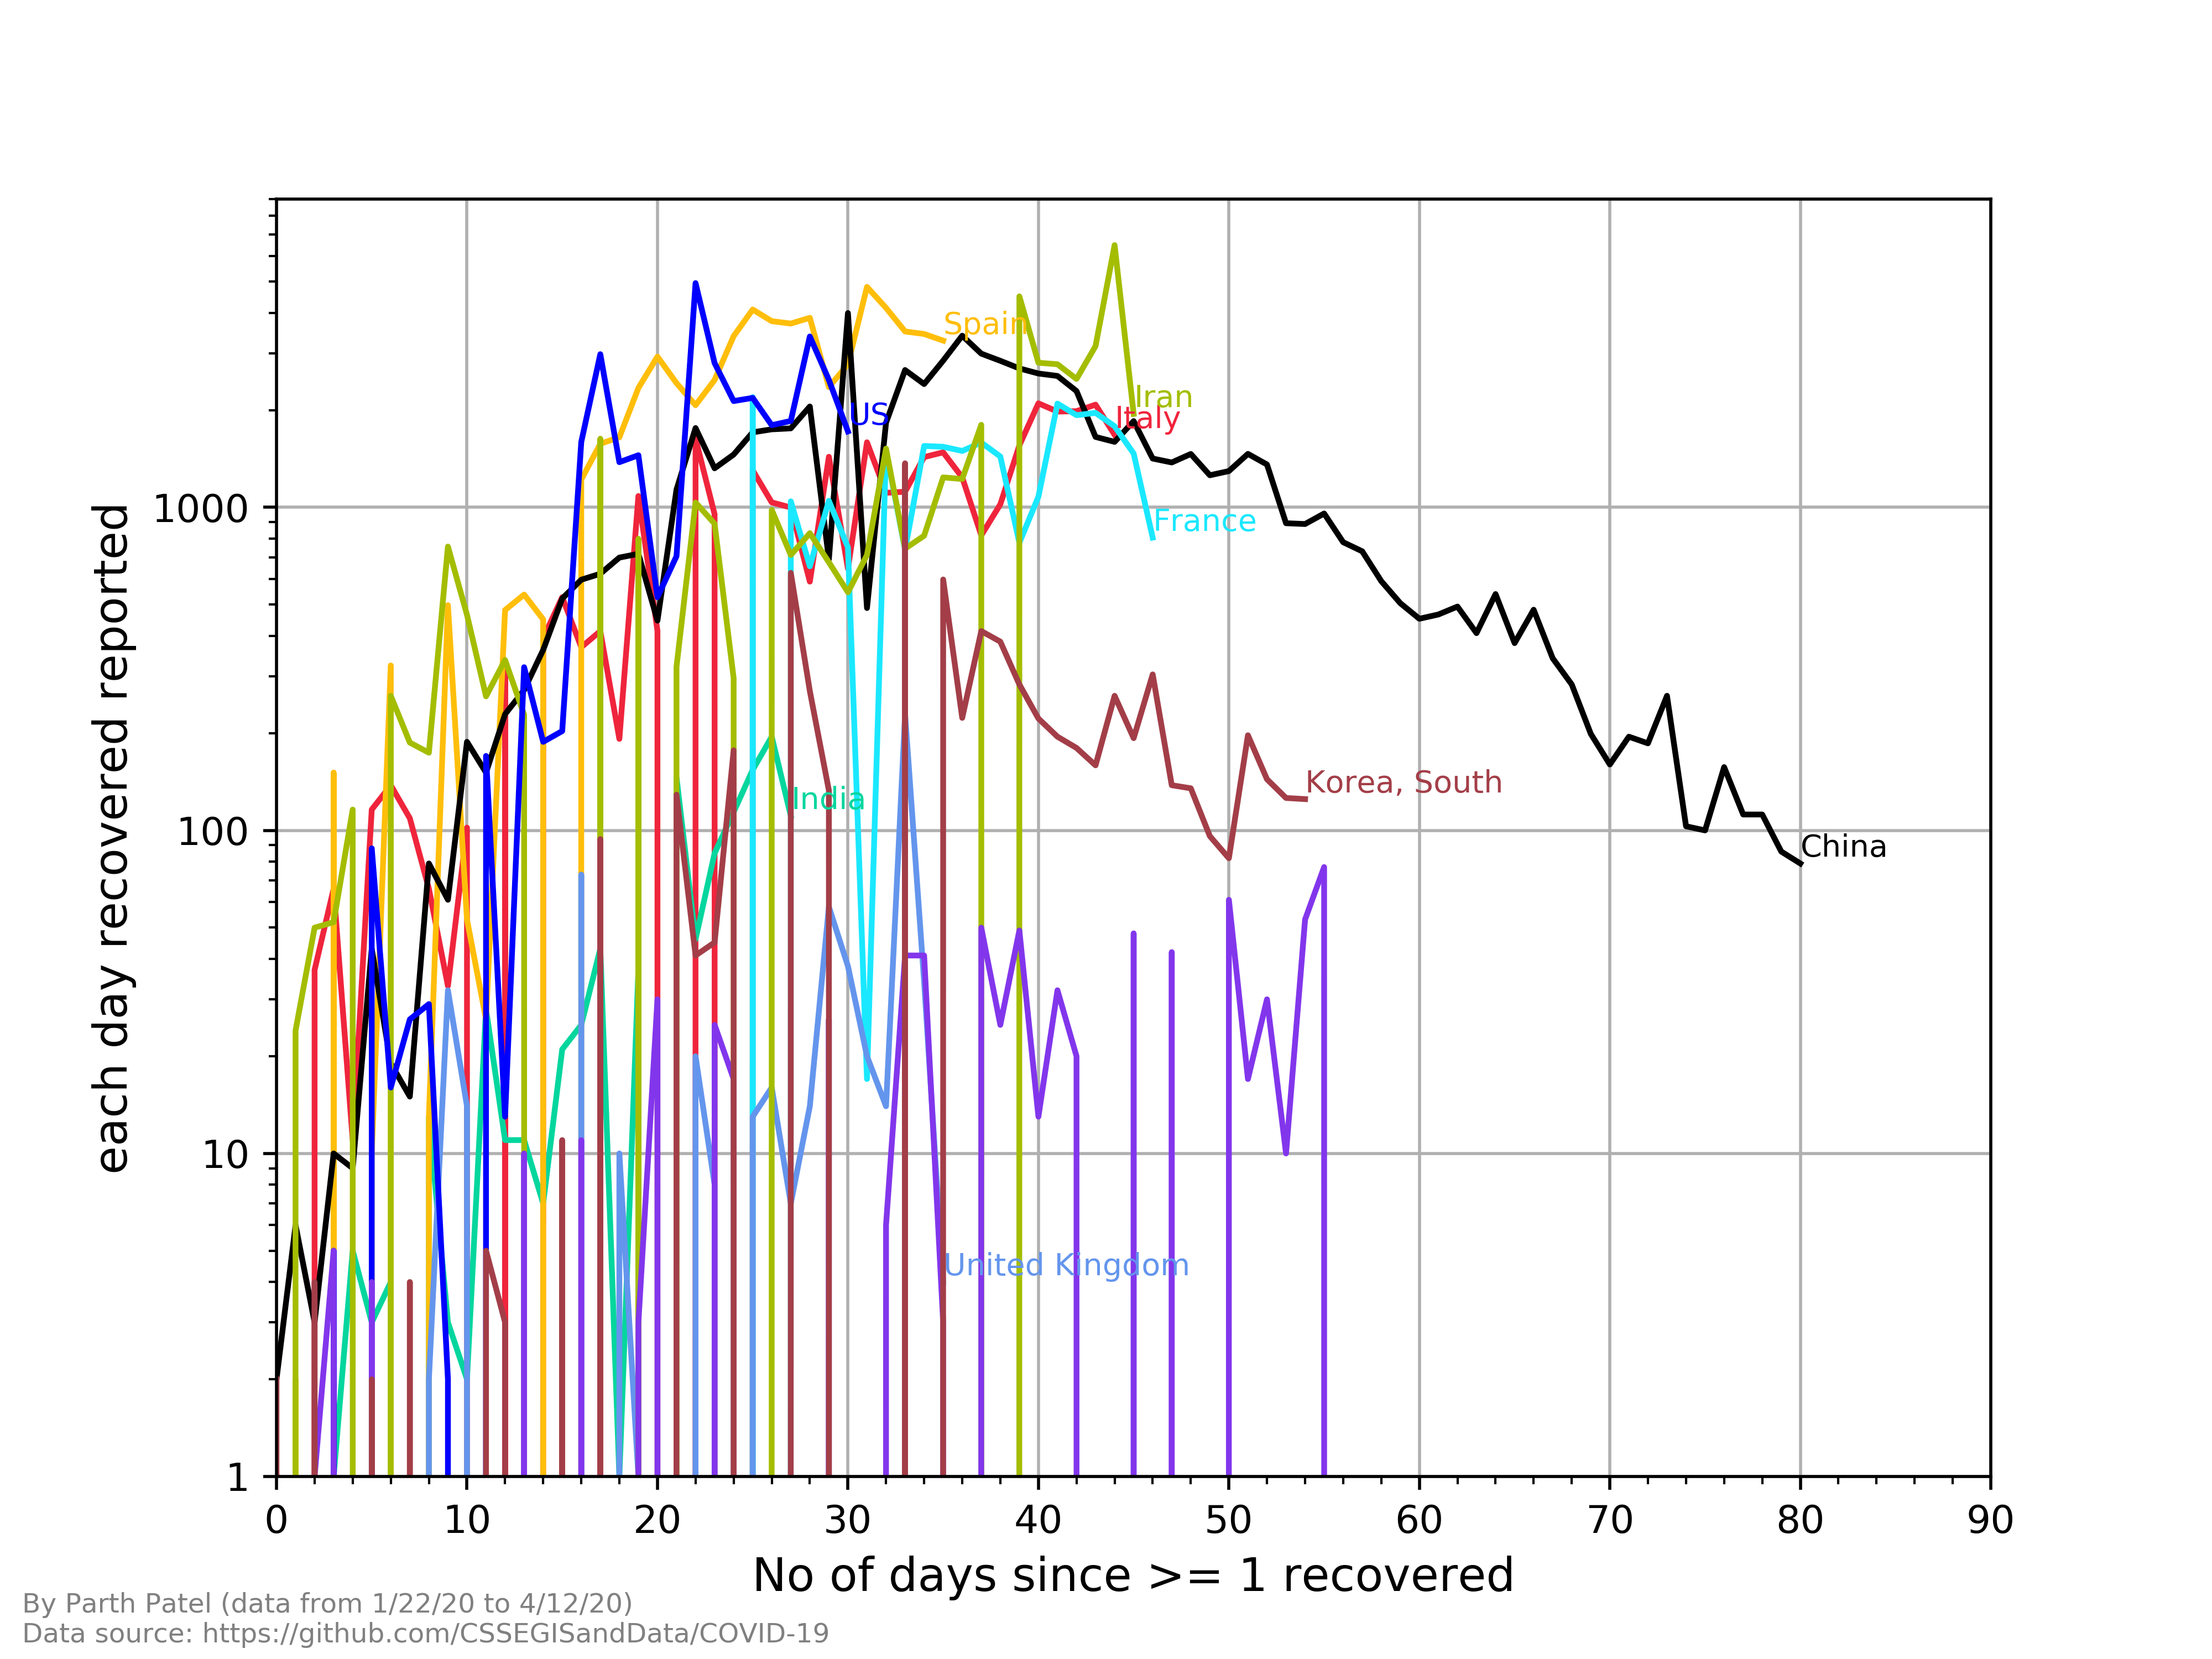 each day recovered reported
1000
100
10
1
Spain
Iran
US
Italy
France
India
Korea, South
China
United Kingdom
0 10 20 30 40 50 60 70 80 90
No of days since >= 1 recovered
By Parth Patel (data from 1/22/20 to 4/12/20)
Data source: https://github.com/CSSEGISandData/COVID-19